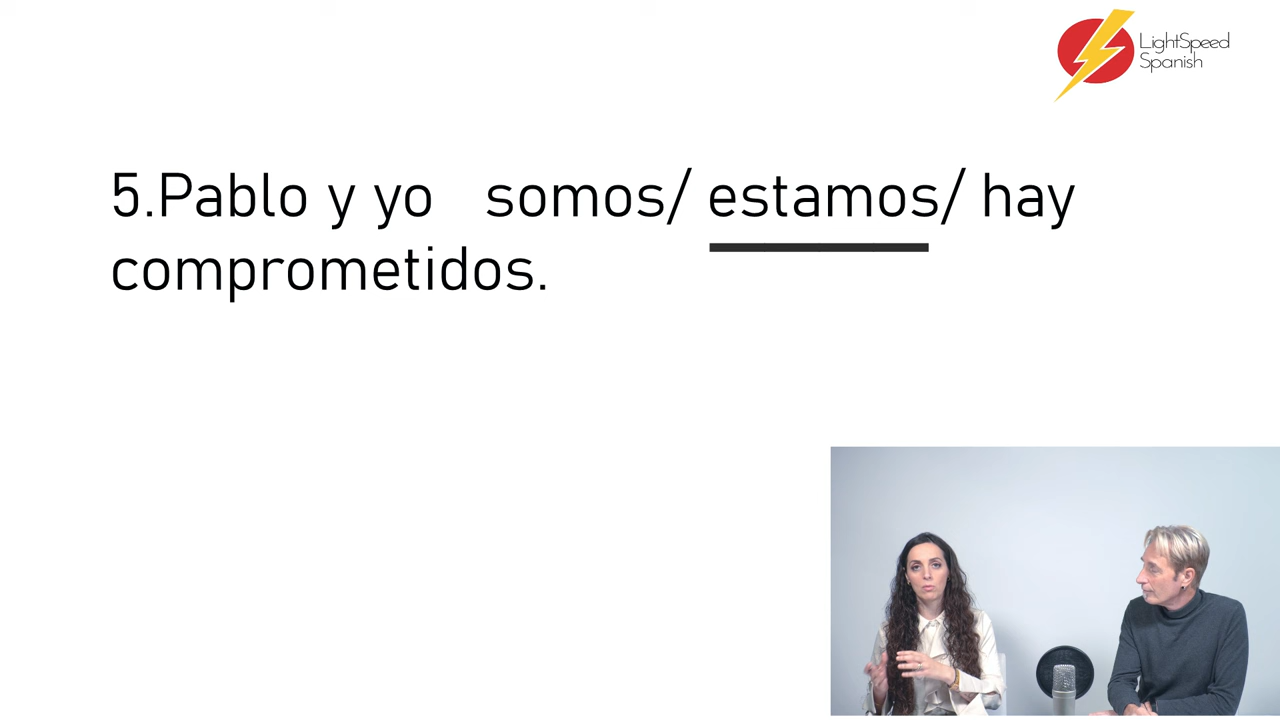 LightSpeed
Spanish
5.Pablo y yo somos/ estamos/ hay
comprometidos.